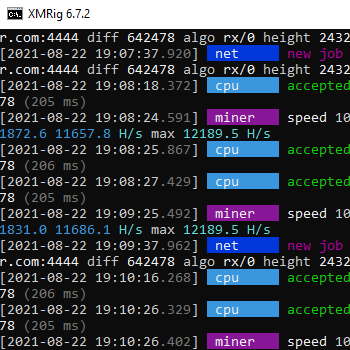 XMRig 6.7.2
r.com:4444 diff 642478 algo rx/0 height 2432
[2021-08-22 19:07:37.920] net new job
r.com:4444 diff 642478 algo rx/0 height 2432
[2021-08-22 19:08:18.372] cpu accepted
78 (205 ms)
[2021-08-22 19:08:24.591] miner speed 10
1872.6 11657.8 H/s max 12189.5 H/s
[2021-08-22 19:08:25.867] cpu accepted
78 (206 ms)
[2021-08-22 19:08:27.429] cpu accepted
78 (205 ms)
[2021-08-22 19:09:25.492] miner speed 10
1831.0 11686.1 H/s max 12189.5 H/s
[2021-08-22 19:09:37.962] net new job
r.com:4444 diff 642478 algo rx/0 height 2432
[2021-08-22 19:10:16.268] cpu accepted
78 (206 ms)
[2021-08-22 19:10:26.329] cpu accepted
78 (205 ms)
[2021-08-22 19:10:26.402] miner speed 10